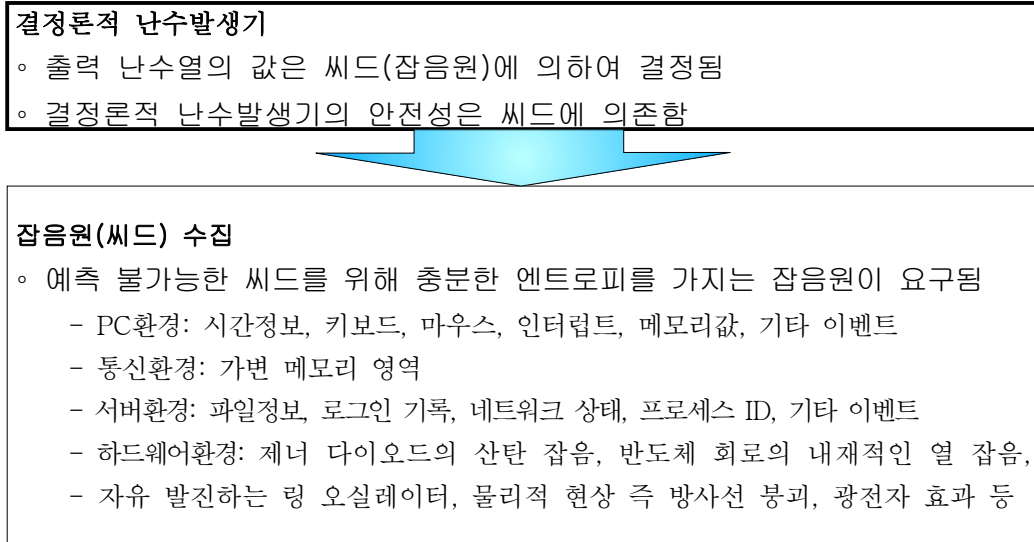 결정론적 난수발생기
◦ 출력 난수열의 값은 씨드(잡음원)에 의하여 결정됨
◦ 결정론적 난수발생기의 안전성은 씨드에 의존함
잡음원(씨드) 수집
◦ 예측 불가능한 씨드를 위해 충분한 엔트로피를 가지는 잡음원이 요구됨
- PC환경: 시간정보, 키보드, 마우스, 인터럽트, 메모리값, 기타 이벤트
- 통신환경: 가변 메모리 영역
- 서버환경: 파일정보, 로그인 기록, 네트워크 상태, 프로세스 ID, 기타 이벤트
- 하드웨어환경: 제너 다이오드의 산탄 잡음, 반도체 회로의 내재적인 열 잡음,
- 자유 발진하는 링 오실레이터, 물리적 현상 즉 방사선 붕괴, 광전자 효과 등